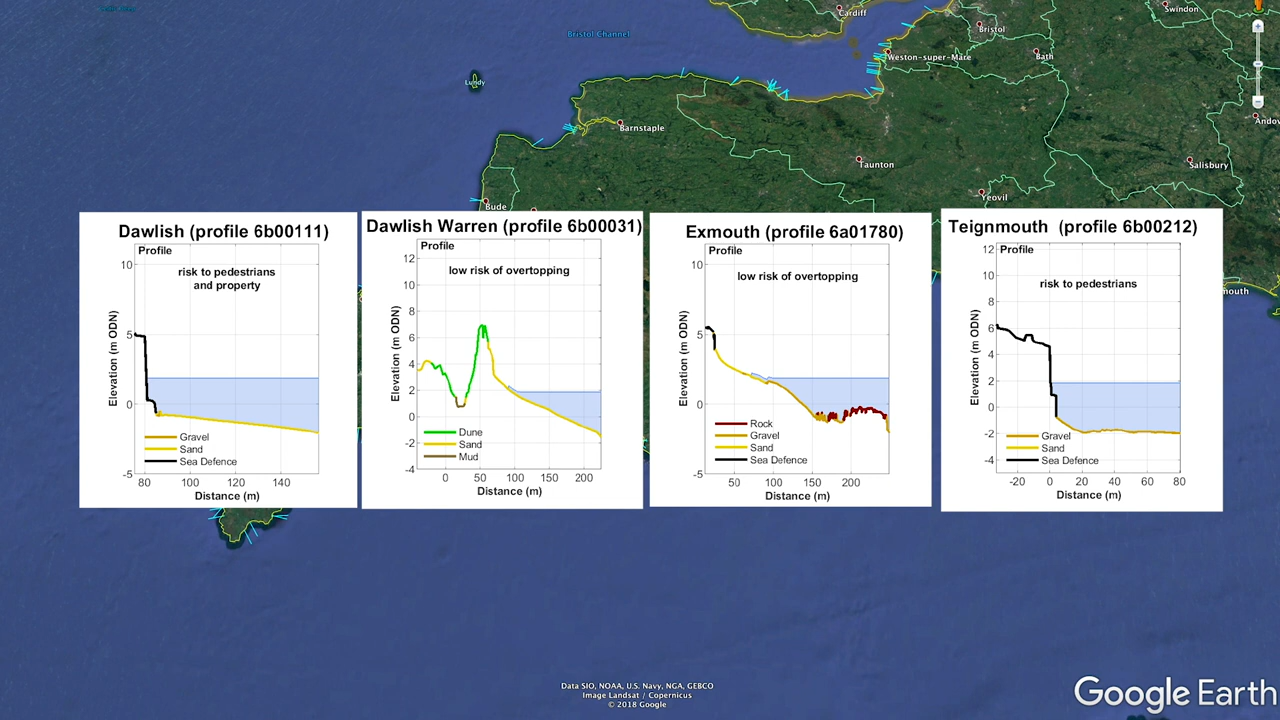 Cardiff
Swindon
Bristol Channel
Bristol
Weston-super-Mare
Bath
Lundy
Barnstaple
Taunton
Salisbury
Bude
Yeovil
Dawlish (profile 6b00111)
Profile
risk to pedestrians
and property
Elevation (m ODN)
10
5
0
-5
Gravel
Sand
Sea Defence
80 100 120 140
Distance (m)
Dawlish Warren (profile 6b00031)
Profile
low risk of overtopping
Elevation (m ODN)
12
10
8
6
4
2
0
-2
-4
Dune
Sand
Mud
0 50 100 150 200
Distance (m)
Exmouth (profile 6a01780)
Profile
low risk of overtopping
Elevation (m ODN)
10
5
0
-5
Rock
Gravel
Sand
Sea Defence
50 100 150 200
Distance (m)
Teignmouth (profile 6b00212)
Profile
risk to pedestrians
Elevation (m ODN)
12
10
8
6
4
2
0
-2
-4
Gravel
Sand
Sea Defence
-20 0 20 40 60 80
Distance (m)
mouth
Andov
Data SIO, NOAA, U.S. Navy, NGA, GEBCO
Image Landsat / Copernicus
© 2018 Google
Google Earth